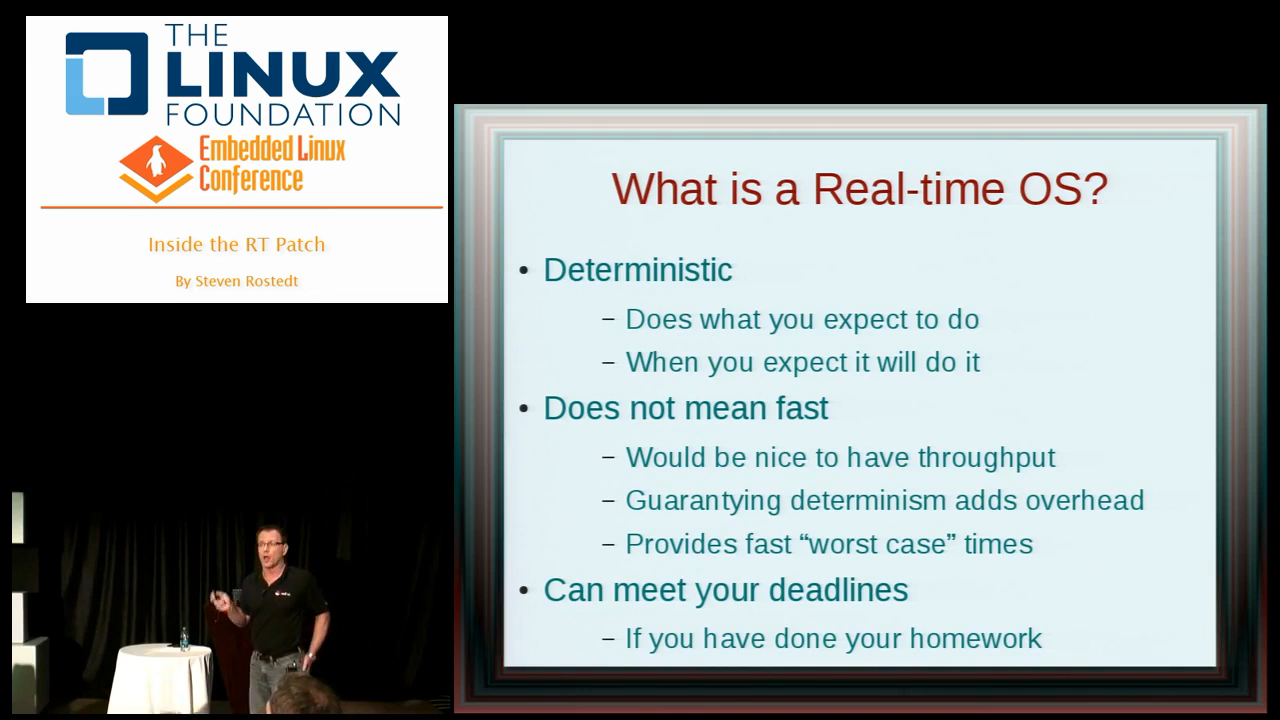 THE
LINUX
FOUNDATION
Embedded Linux
Conference
Inside the RT Patch
By Steven Rostedt
What is a Real-time OS?
• Deterministic
– Does what you expect to do
– When you expect it will do it
• Does not mean fast
– Would be nice to have throughput
– Guarantying determinism adds overhead
– Provides fast “worst case” times
• Can meet your deadlines
– If you have done your homework